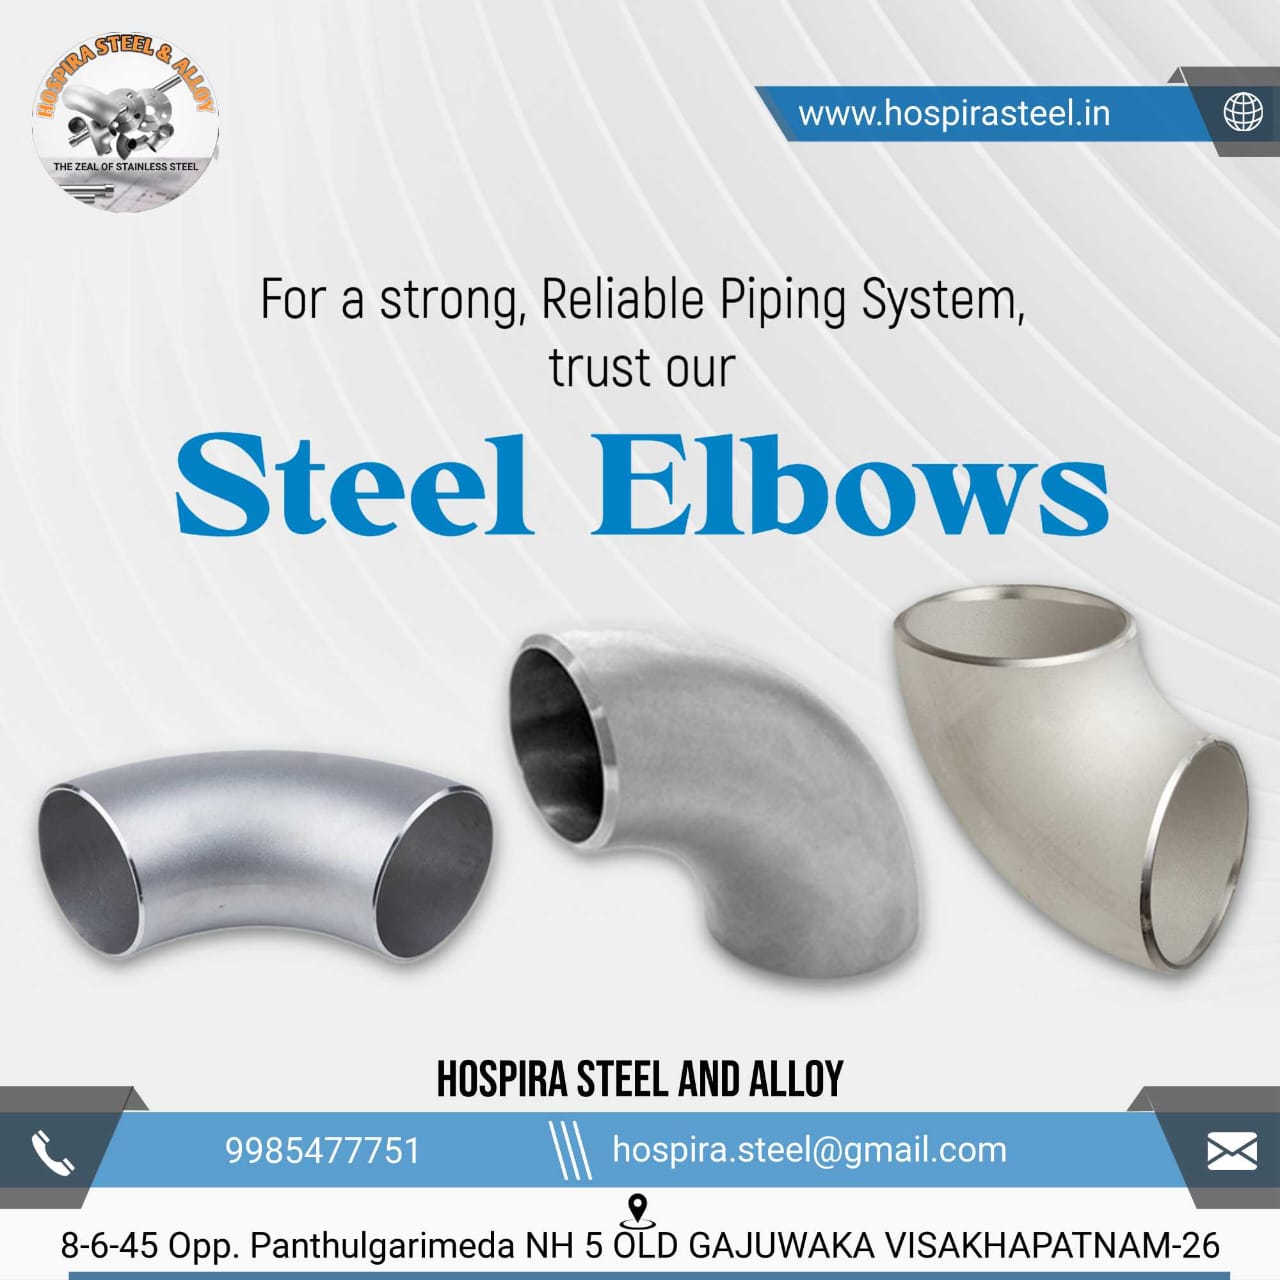 HOSPIRA STEEL & ALLOY
THE ZEAL OF STAINLESS STEEL
www.hospirasteel.in
For a strong, Reliable Piping System,
trust our
Steel Elbows
HOSPIRA STEEL AND ALLOY
9985477751
hospira.steel@gmail.com
8-6-45 Opp. Panthulgarimeda NH 5 OLD GAJUWAKA VISAKHAPATNAM-26